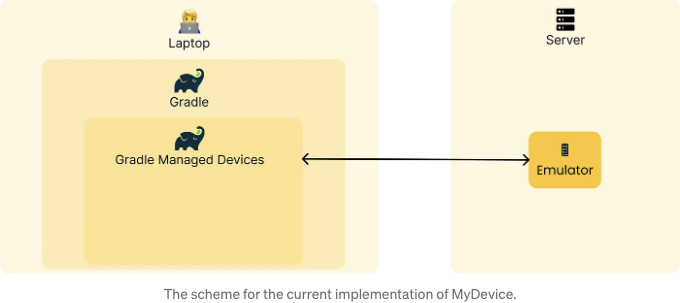 Laptop
Server
Gradle
Gradle Managed Devices
Emulator
The scheme for the current implementation of MyDevice.